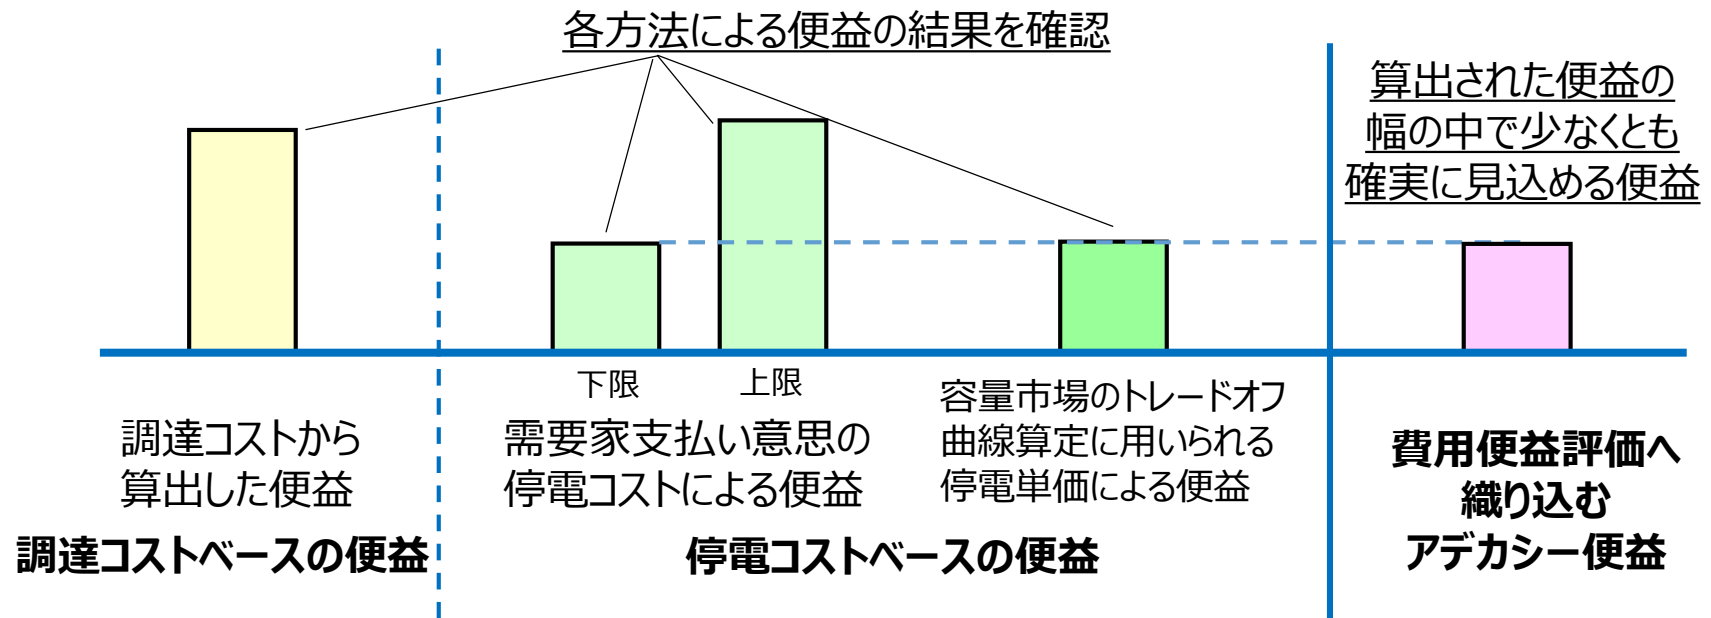 各方法による便益の結果を確認
算出された便益の
幅の中で少なくとも
確実に見込める便益
下限
上限
調達コストから
算出した便益
需要家支払い意思の
停電コストによる便益
容量市場のトレードオフ
曲線算定に用いられる
停電単価による便益
費用便益評価へ
織り込む
アデカシー便益
調達コストベースの便益
停電コストベースの便益